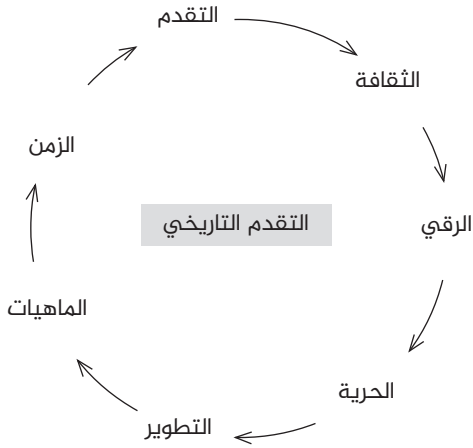 التقدم
الثقافة
الرقي
الحرية
التطوير
الماهيات
الزمن
التقدم التاريخي